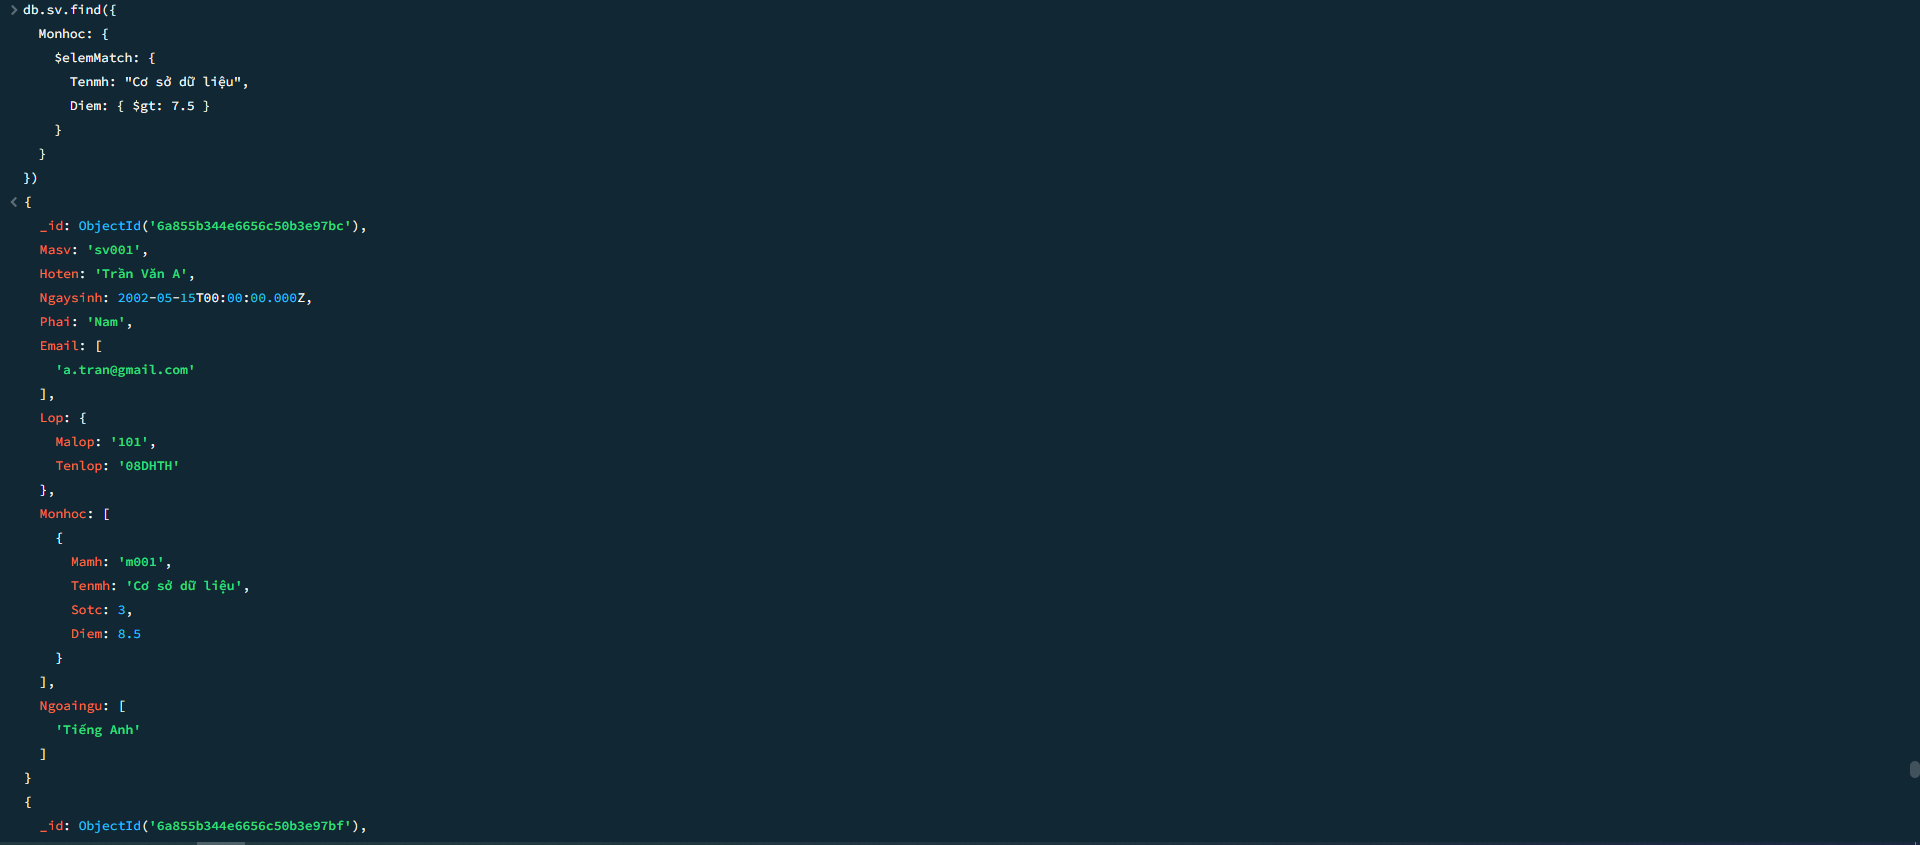 > db.sv.find({
Monhoc: {
$elemMatch: {
Tenmh: "Cơ sở dữ liệu",
Diem: { $gt: 7.5 }
}
}
})
< {
_id: ObjectId('6a855b344e6656c50b3e97bc'),
Masv: 'sv001',
Hoten: 'Trần Văn A',
Ngaysinh: 2002-05-15T00:00:00.000Z,
Phai: 'Nam',
Email: [
'a.tran@gmail.com'
],
Lop: {
Malop: '101',
Tenlop: '08DHTH'
},
Monhoc: [
{
Mamh: 'm001',
Tenmh: 'Cơ sở dữ liệu',
Sotc: 3,
Diem: 8.5
}
],
Ngoaingu: [
'Tiếng Anh'
]
}
{
_id: ObjectId('6a855b344e6656c50b3e97bf'),